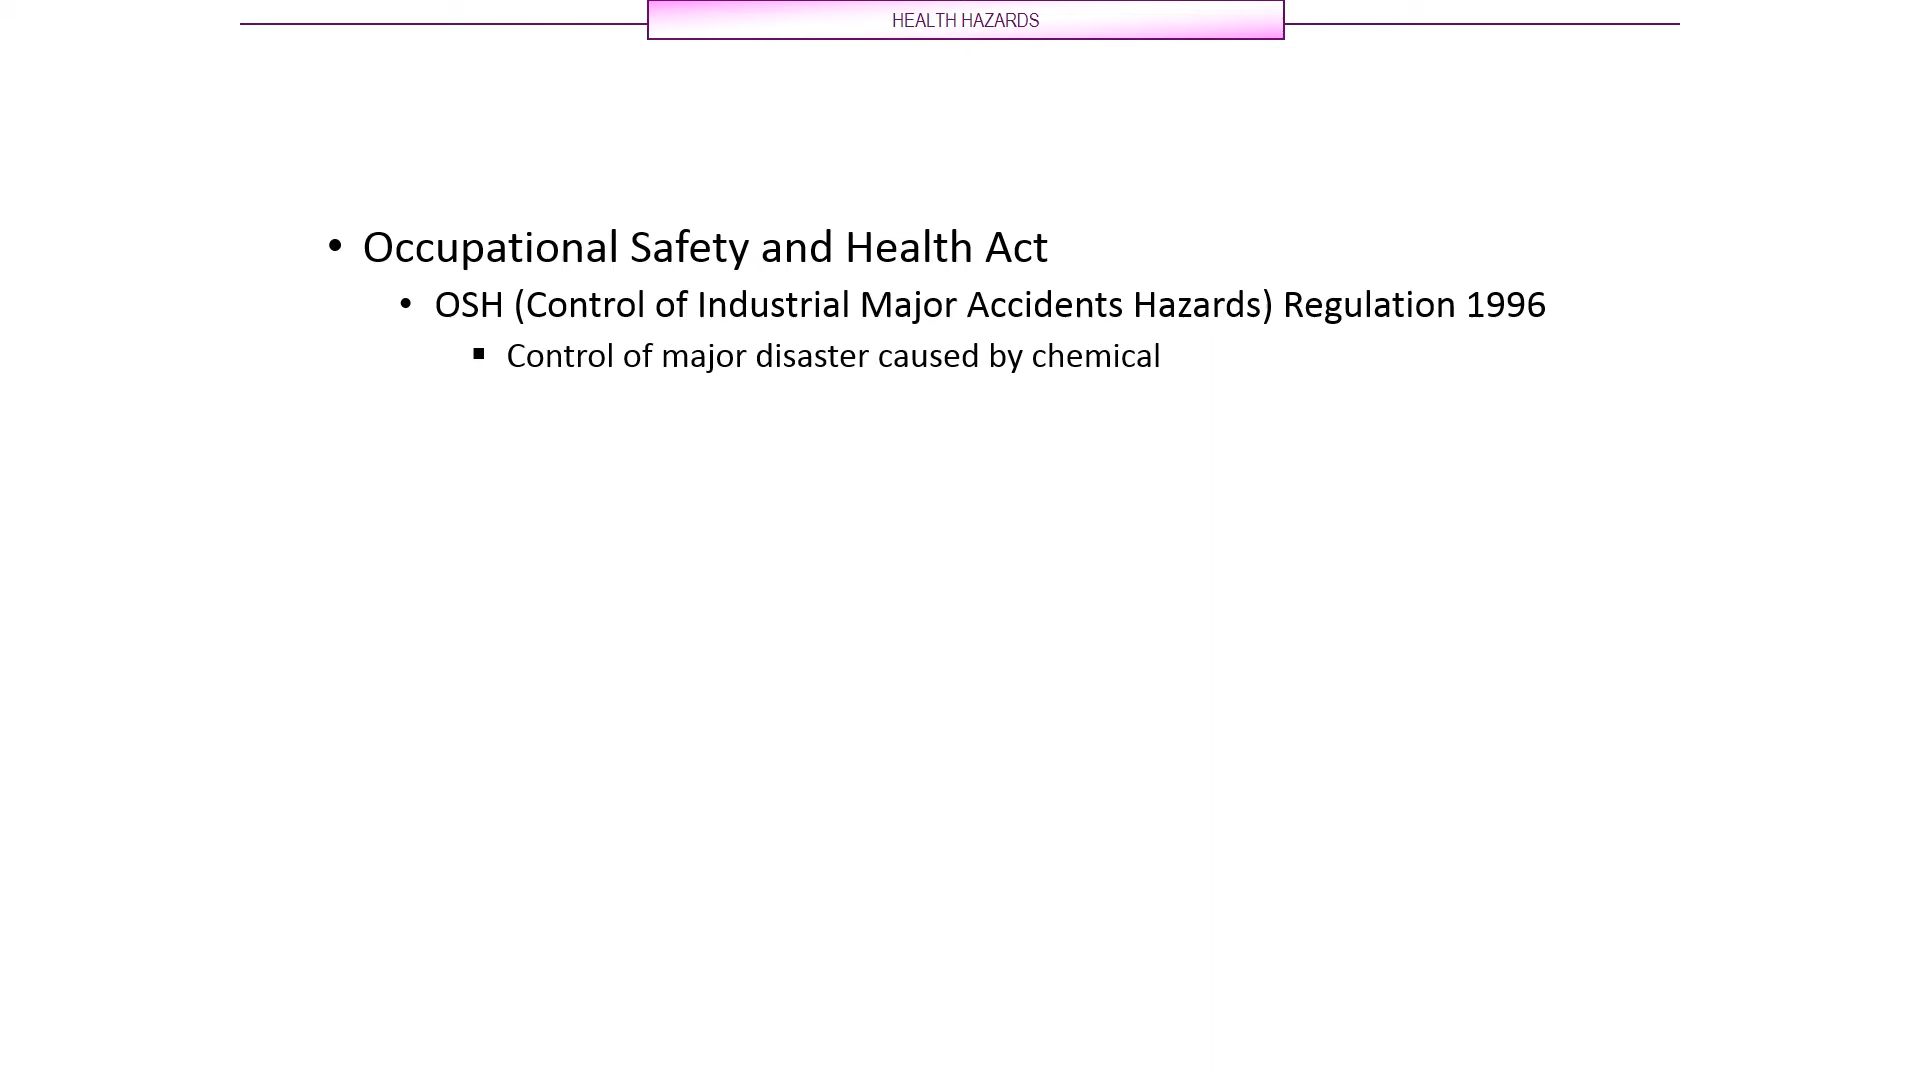 HEALTH HAZARDS
• Occupational Safety and Health Act
• OSH (Control of Industrial Major Accidents Hazards) Regulation 1996
▪ Control of major disaster caused by chemical